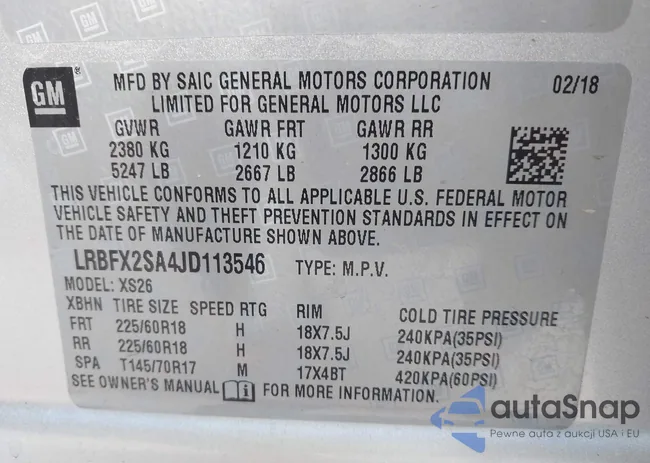 GM
GM
MFD BY SAIC GENERAL MOTORS CORPORATION 02/18
LIMITED FOR GENERAL MOTORS LLC
GVWR GAWR FRT GAWR RR
2380 KG 1210 KG 1300 KG
5247 LB 2667 LB 2866 LB
THIS VEHICLE CONFORMS TO ALL APPLICABLE U.S. FEDERAL MOTOR
VEHICLE SAFETY AND THEFT PREVENTION STANDARDS IN EFFECT ON
THE DATE OF MANUFACTURE SHOWN ABOVE.
LRBFX2SA4JD113546 TYPE: M.P.V.
MODEL: XS26
XBHN TIRE SIZE SPEED RTG RIM COLD TIRE PRESSURE
FRT 225/60R18 H 18X7.5J 240KPA(35PSI)
RR 225/60R18 H 18X7.5J 240KPA(35PSI)
SPA T145/70R17 M 17X4BT 420KPA(60PSI)
SEE OWNER'S MANUAL FOR MORE INFORMATION.
autaSnap
Pewne auta z aukcji USA i EU